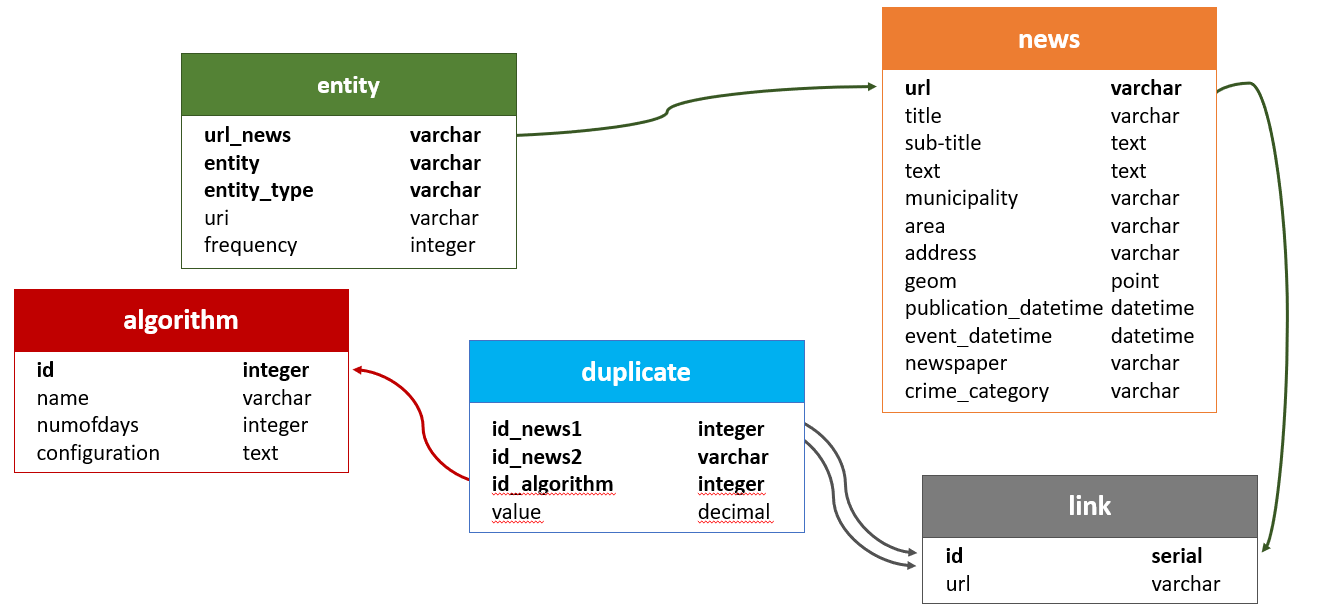 entity
url_news varchar
entity varchar
entity_type varchar
uri varchar
frequency integer
news
url varchar
title varchar
sub-title text
text text
municipality varchar
area varchar
address varchar
geom point
publication_datetime datetime
event_datetime datetime
newspaper varchar
crime_category varchar
algorithm
id integer
name varchar
numofdays integer
configuration text
duplicate
id_news1 integer
id_news2 varchar
id_algorithm integer
value decimal
link
id serial
url varchar